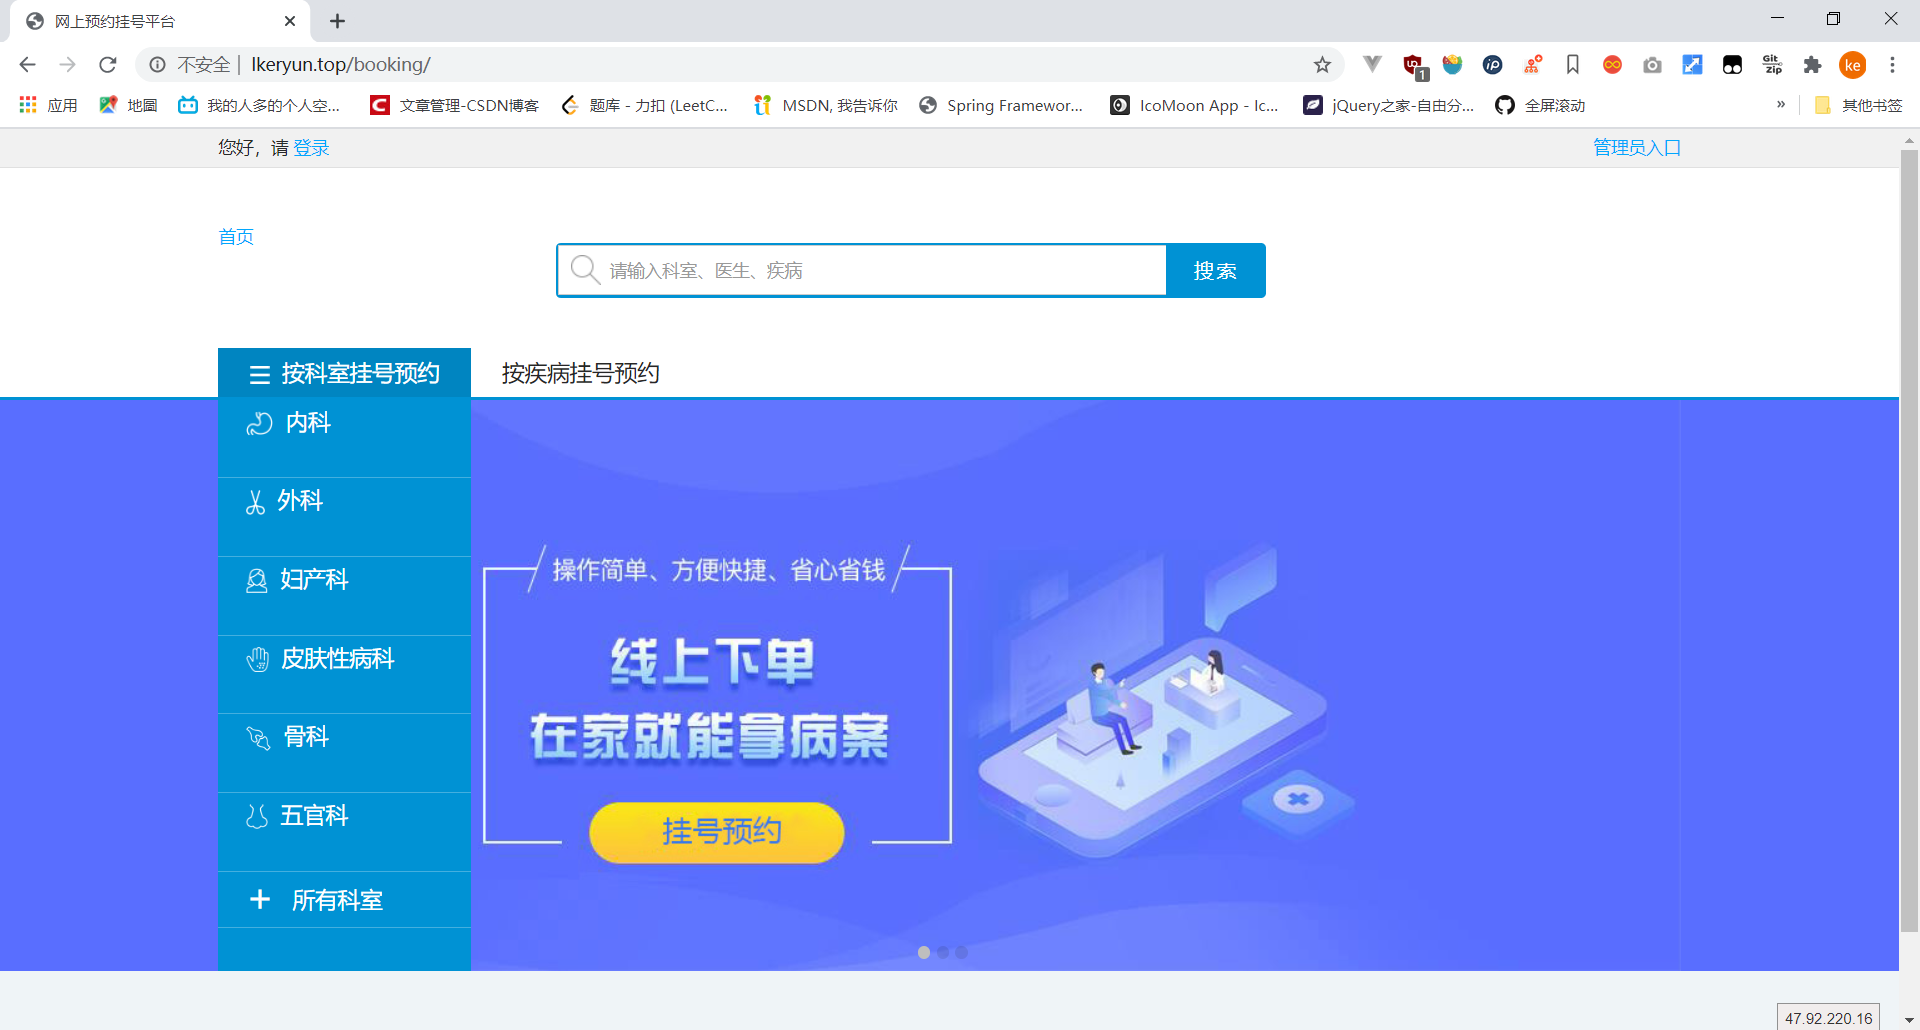 网上预约挂号平台
不安全 | lkeryun.top/booking/
1
ip
Git
Zip
ke
应用
地圖
我的人多的个人空...
文章管理-CSDN博客
题库 - 力扣 (LeetC...
MSDN, 我告诉你
Spring Framewor...
IcoMoon App - Ic...
jQuery之家-自由分...
全屏滚动
»
其他书签
您好，请 登录
管理员入口
首页
请输入科室、医生、疾病
搜索
按科室挂号预约
按疾病挂号预约
内科
外科
妇产科
皮肤性病科
骨科
五官科
所有科室
操作简单、方便快捷、省心省钱
线上下单
在家就能拿病案
挂号预约
47.92.220.16